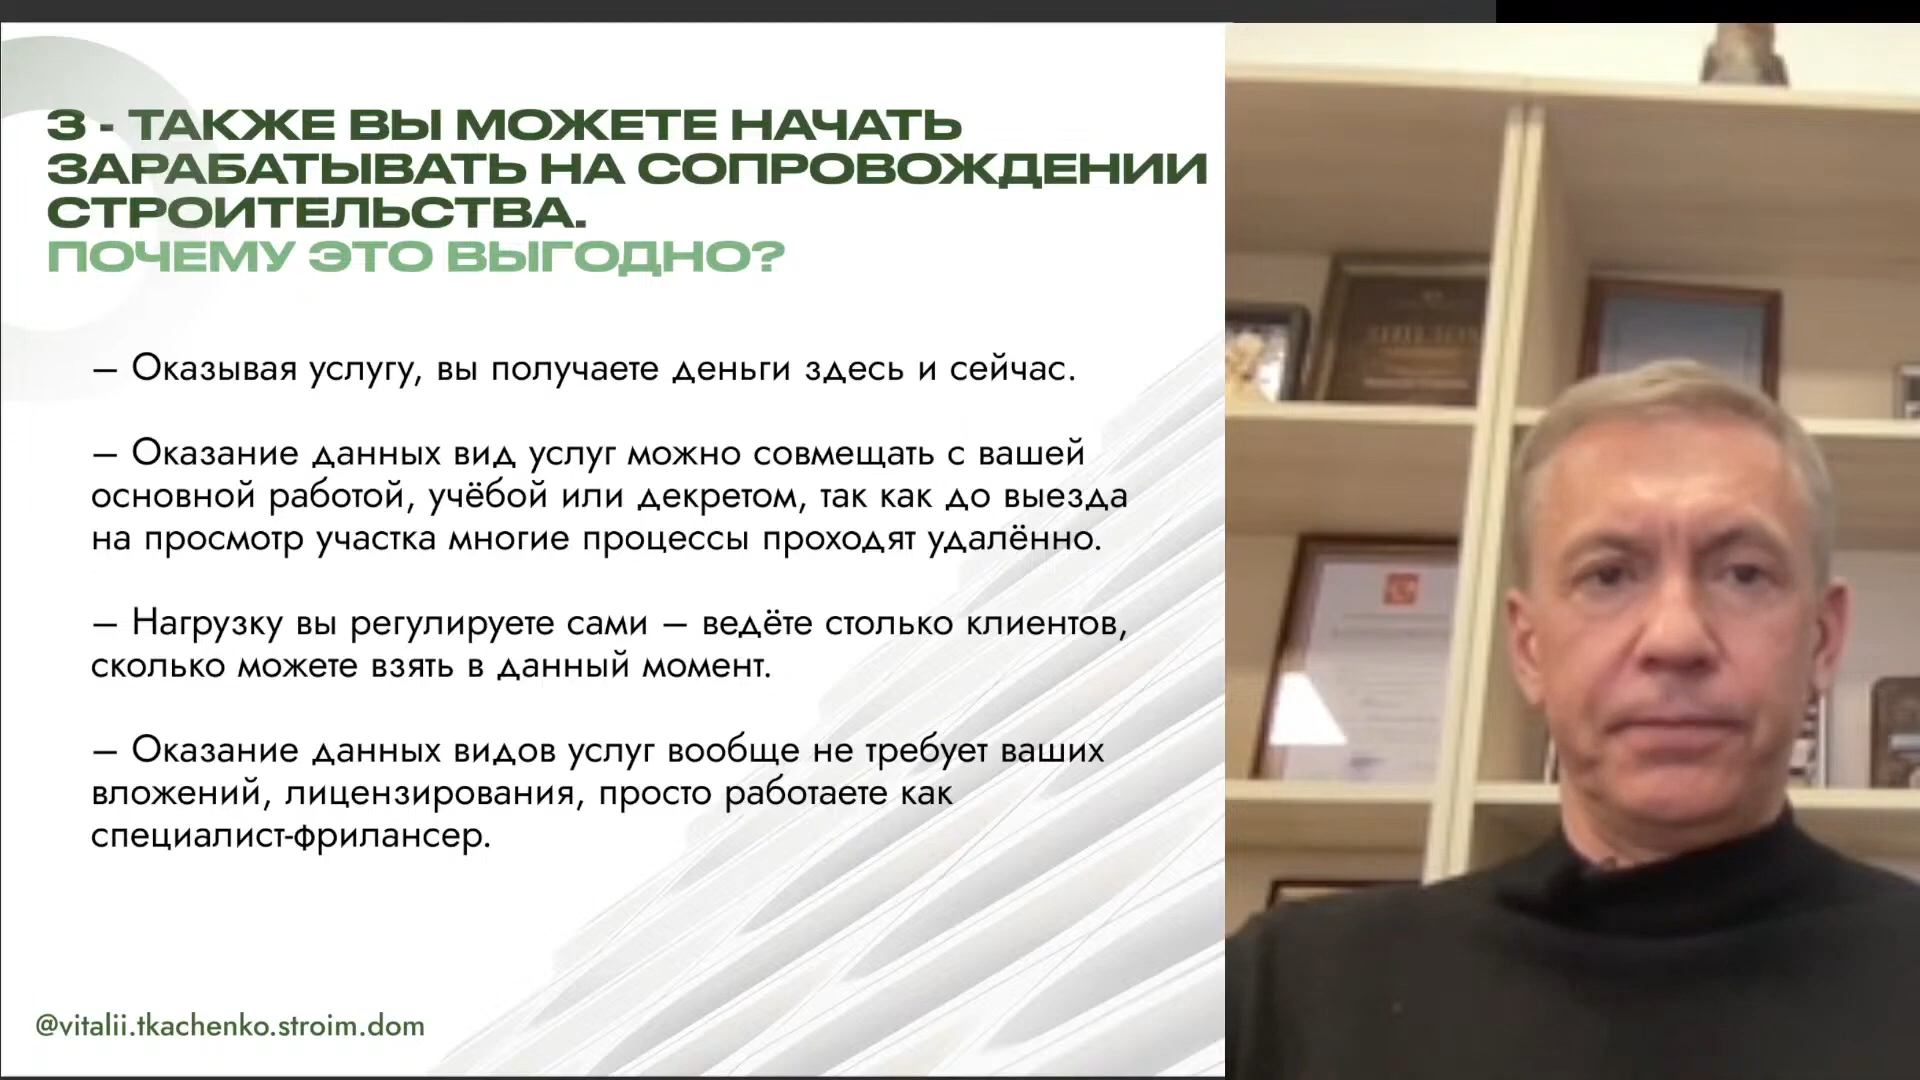 3 - ТАКЖЕ ВЫ МОЖЕТЕ НАЧАТЬ
ЗАРАБАТЫВАТЬ НА СОПРОВОЖДЕНИИ
СТРОИТЕЛЬСТВА.
ПОЧЕМУ ЭТО ВЫГОДНО?
– Оказывая услугу, вы получаете деньги здесь и сейчас.
– Оказание данных вид услуг можно совмещать с вашей
основной работой, учёбой или декретом, так как до выезда
на просмотр участка многие процессы проходят удалённо.
– Нагрузку вы регулируете сами – ведёте столько клиентов,
сколько можете взять в данный момент.
– Оказание данных видов услуг вообще не требует ваших
вложений, лицензирования, просто работаете как
специалист-фрилансер.
@vitalii.tkachenko.stroim.dom
ДИПЛОМ